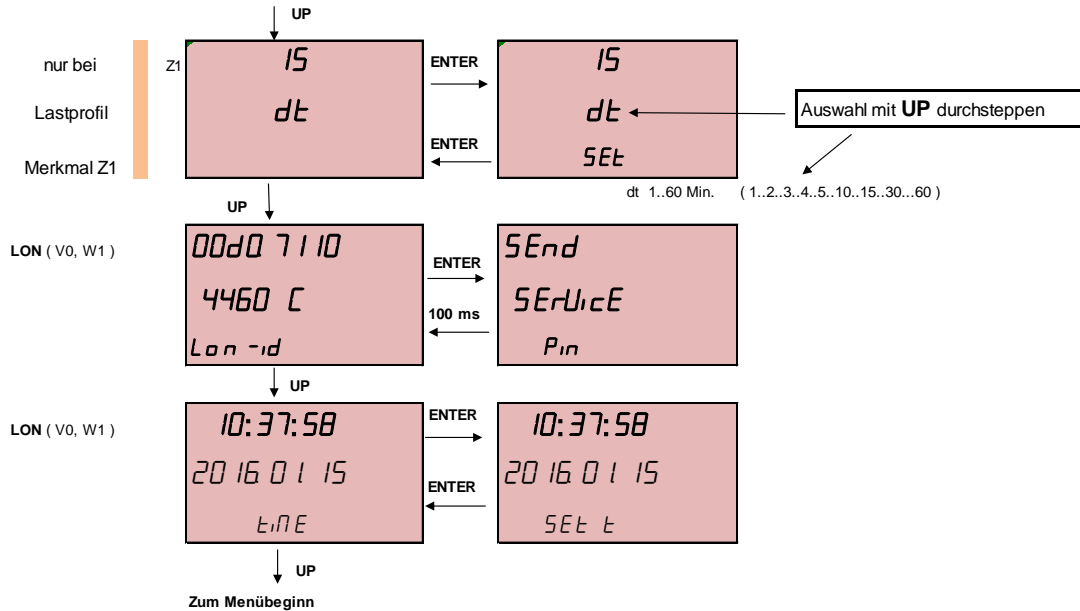 UP
nur bei
Lastprofil
Merkmal Z1
Z1
15
dt
ENTER
ENTER
15
dt
SEt
Auswahl mit UP durchsteppen
dt 1..60 Min. ( 1..2..3..4..5..10..15..30...60 )
UP
LON ( V0, W1 )
00d0.7110
4460 C
Lon -id
ENTER
100 ms
SEnd
SErUicE
Pin
UP
LON ( V0, W1 )
10:37:58
2016.01.15
tiME
ENTER
ENTER
10:37:58
2016.01.15
SEt t
UP
Zum Menübeginn